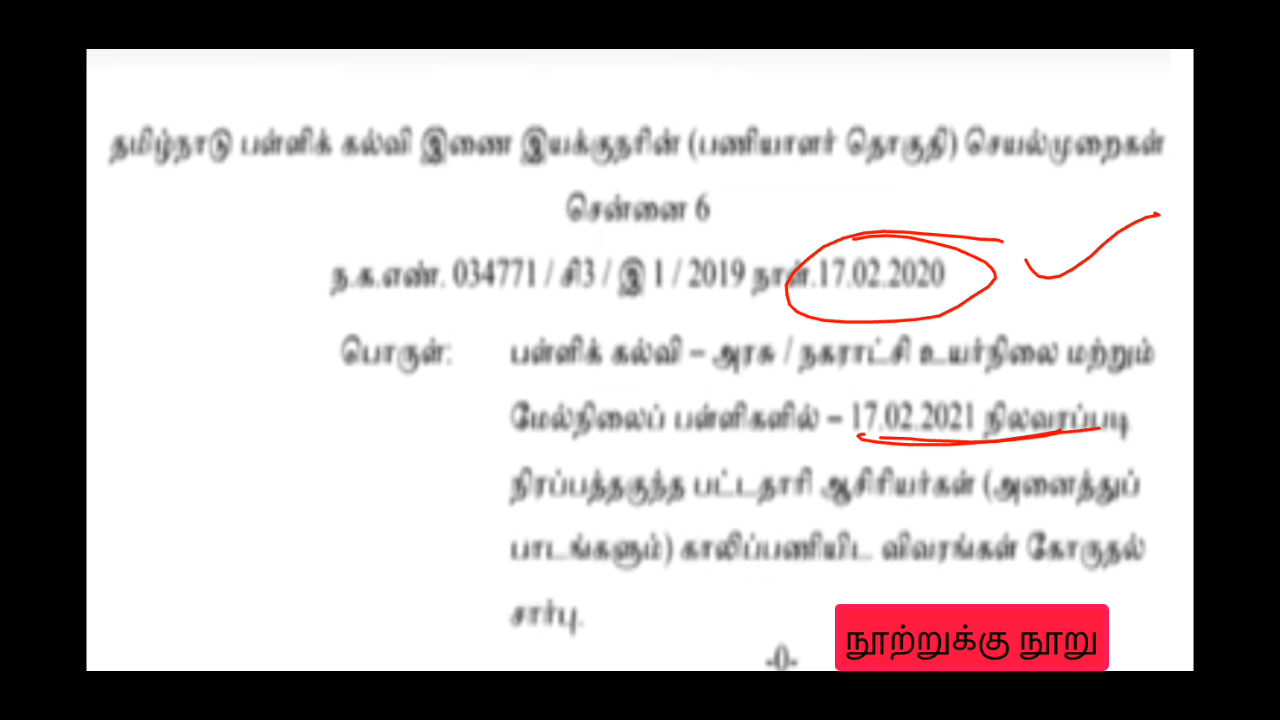 தமிழ்நாடு பள்ளிக் கல்வி இணை இயக்குநரின் (பணியாளர் தொகுதி) செயல்முறைகள்
சென்னை 6
ந.க.எண். 034771 / சி3 / இ 1 / 2019 நாள்.17.02.2020
பொருள்: பள்ளிக் கல்வி – அரசு / நகராட்சி உயர்நிலை மற்றும்
மேல்நிலைப் பள்ளிகளில் – 17.02.2021 நிலவரப்படி
நிரப்பத்தகுந்த பட்டதாரி ஆசிரியர்கள் (அனைத்துப்
பாடங்களும்) காலிப்பணியிட விவரங்கள் கோருதல்
சார்பு.
-0-
நூற்றுக்கு நூறு